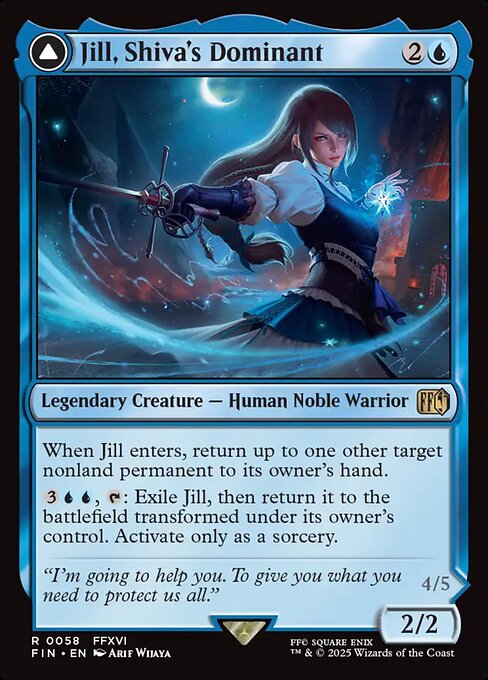 Jill, Shiva's Dominant 2
Legendary Creature — Human Noble Warrior FFXVI
When Jill enters, return up to one other target
nonland permanent to its owner's hand.
3, : Exile Jill, then return it to the
battlefield transformed under its owner's
control. Activate only as a sorcery.
"I'm going to help you. To give you what you
need to protect us all."
4/5
2/2
R 0058 FFXVI
FIN • EN Arif Wijaya
FF© SQUARE ENIX
™ & © 2025 Wizards of the Coast